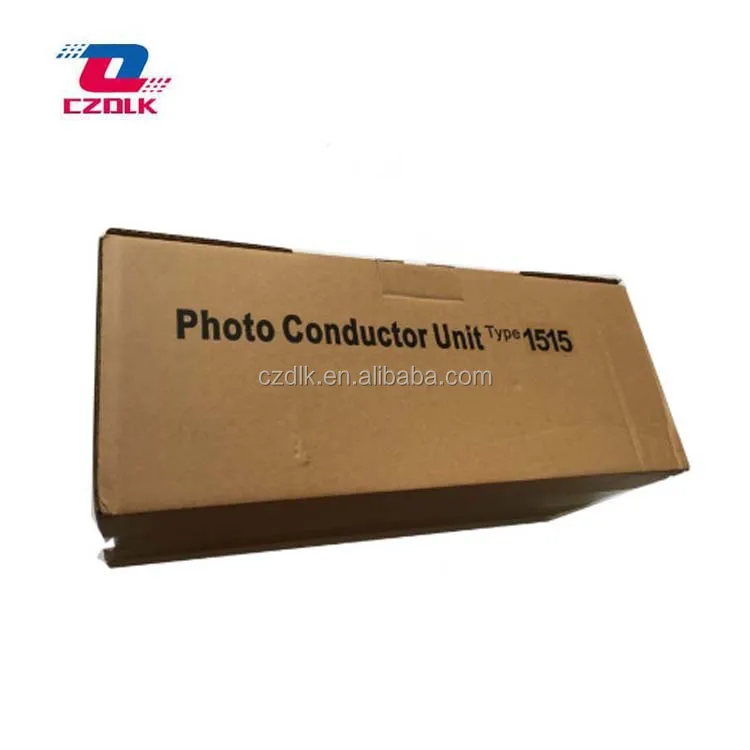 CZDLK
Photo Conductor Unit Type 1515
czdlk.en.alibaba.com